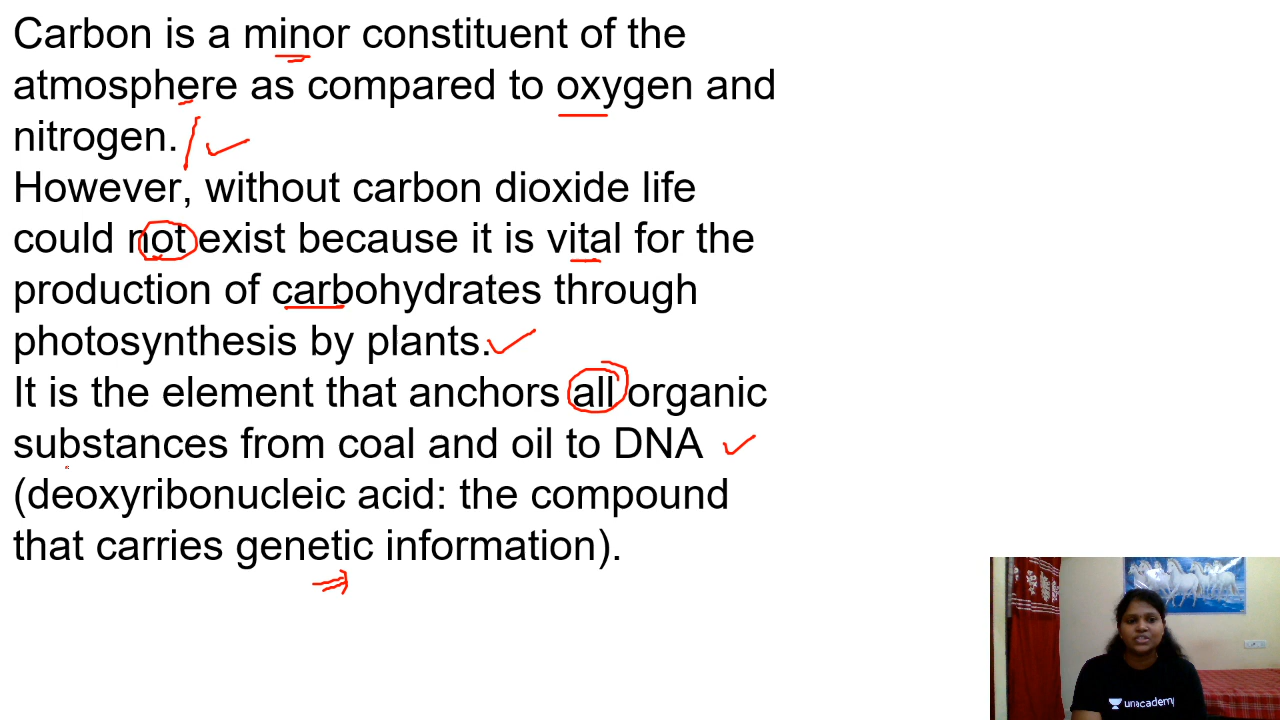 Carbon is a minor constituent of the
atmosphere as compared to oxygen and
nitrogen.
However, without carbon dioxide life
could not exist because it is vital for the
production of carbohydrates through
photosynthesis by plants.
It is the element that anchors all organic
substances from coal and oil to DNA
(deoxyribonucleic acid: the compound
that carries genetic information).
unacademy